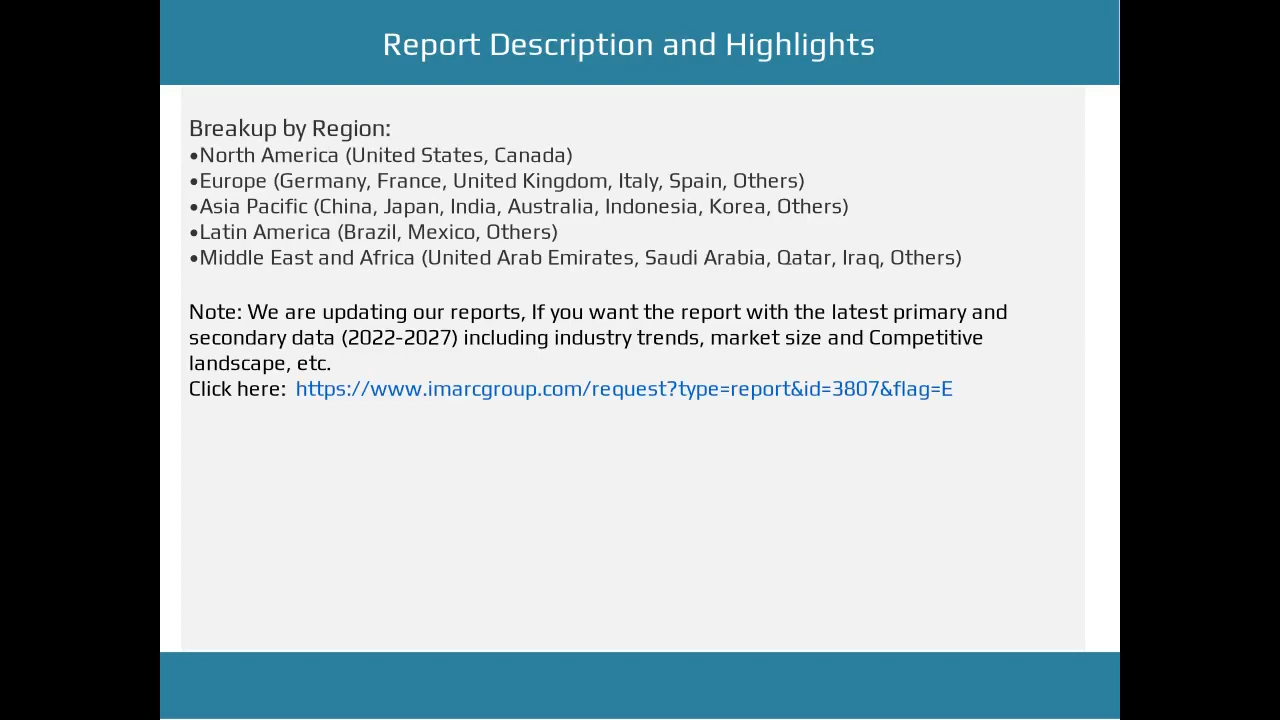 Report Description and Highlights
Breakup by Region:
•North America (United States, Canada)
•Europe (Germany, France, United Kingdom, Italy, Spain, Others)
•Asia Pacific (China, Japan, India, Australia, Indonesia, Korea, Others)
•Latin America (Brazil, Mexico, Others)
•Middle East and Africa (United Arab Emirates, Saudi Arabia, Qatar, Iraq, Others)
Note: We are updating our reports, If you want the report with the latest primary and
secondary data (2022-2027) including industry trends, market size and Competitive
landscape, etc.
Click here: https://www.imarcgroup.com/request?type=report&id=3807&flag=E